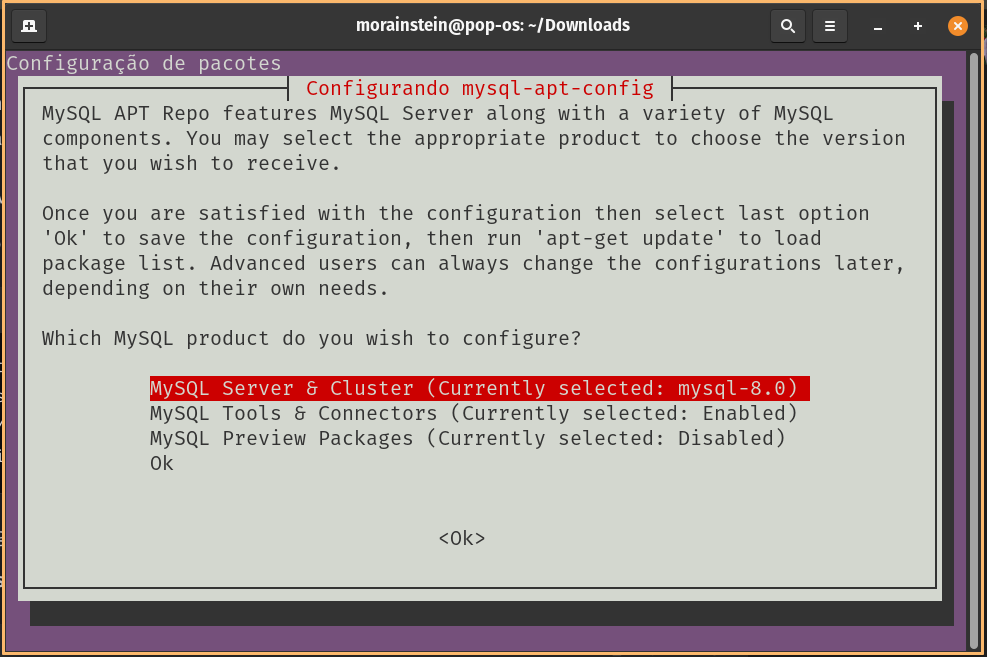 morainstein@pop-os: ~/Downloads
Configuração de pacotes
Configurando mysql-apt-config
MySQL APT Repo features MySQL Server along with a variety of MySQL
components. You may select the appropriate product to choose the version
that you wish to receive.
Once you are satisfied with the configuration then select last option
'Ok' to save the configuration, then run 'apt-get update' to load
package list. Advanced users can always change the configurations later,
depending on their own needs.
Which MySQL product do you wish to configure?
MySQL Server & Cluster (Currently selected: mysql-8.0)
MySQL Tools & Connectors (Currently selected: Enabled)
MySQL Preview Packages (Currently selected: Disabled)
Ok
<Ok>